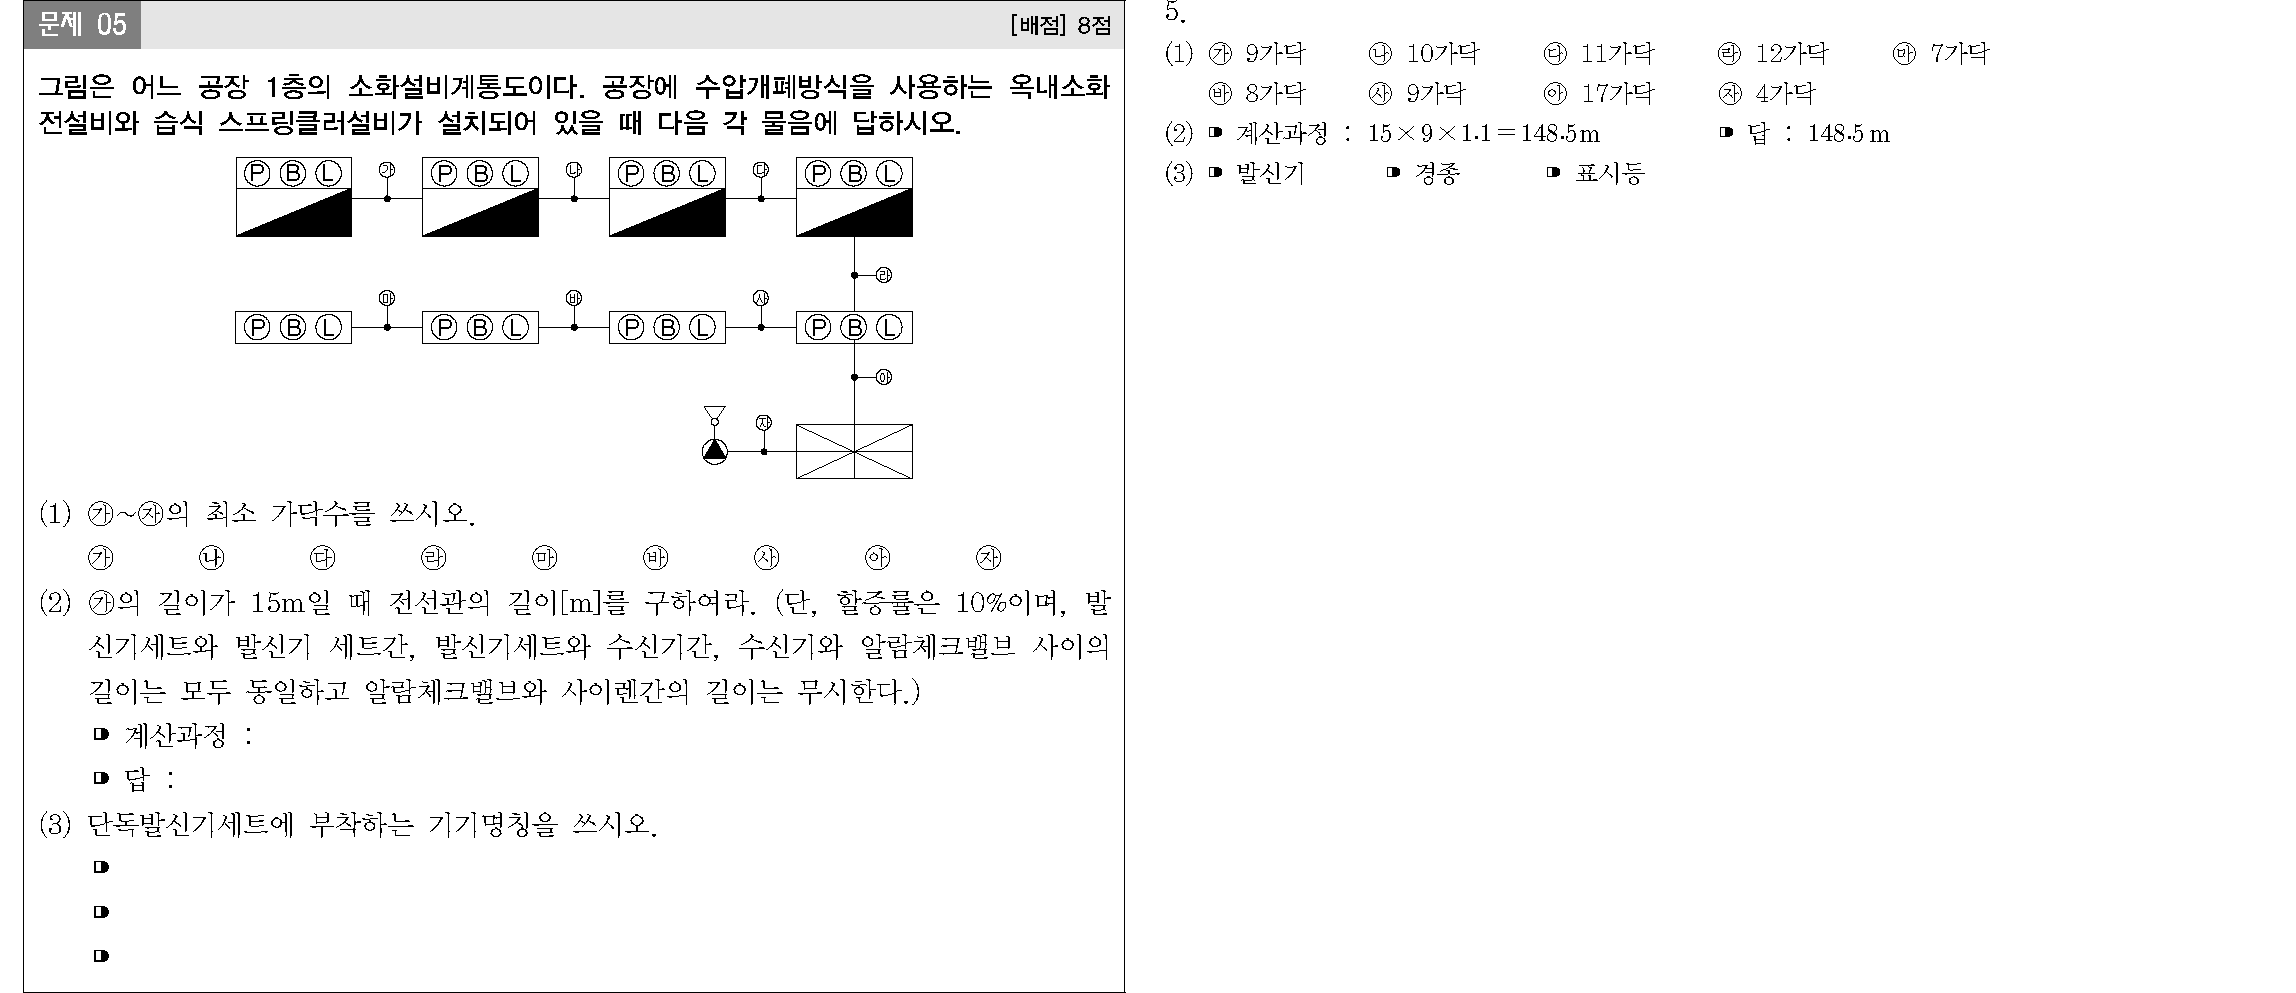 문제 05 [배점] 8점
그림은 어느 공장 1층의 소화설비계통도이다. 공장에 수압개폐방식을 사용하는 옥내소화
전설비와 습식 스프링클러설비가 설치되어 있을 때 다음 각 물음에 답하시오.
Ⓟ Ⓑ Ⓛ ㉮ Ⓟ Ⓑ Ⓛ ㉯ Ⓟ Ⓑ Ⓛ ㉰ Ⓟ Ⓑ Ⓛ
㉱
㉲ ㉳ ㉴
Ⓟ Ⓑ Ⓛ Ⓟ Ⓑ Ⓛ Ⓟ Ⓑ Ⓛ Ⓟ Ⓑ Ⓛ
㉵
㉶
(1) ㉮~㉶의 최소 가닥수를 쓰시오.
㉮ ㉯ ㉰ ㉱ ㉲ ㉳ ㉴ ㉵ ㉶
(2) ㉮의 길이가 15m일 때 전선관의 길이[m]를 구하여라. (단, 할증률은 10%이며, 발
신기세트와 발신기 세트간, 발신기세트와 수신기간, 수신기와 알람체크밸브 사이의
길이는 모두 동일하고 알람체크밸브와 사이렌간의 길이는 무시한다.)
계산과정 :
답 :
(3) 단독발신기세트에 부착하는 기기명칭을 쓰시오.
5.
(1) ㉮ 9가닥 ㉯ 10가닥 ㉰ 11가닥 ㉱ 12가닥 ㉲ 7가닥
㉳ 8가닥 ㉴ 9가닥 ㉵ 17가닥 ㉶ 4가닥
(2) 계산과정 : 15×9×1.1=148.5m 답 : 148.5m
(3) 발신기 경종 표시등